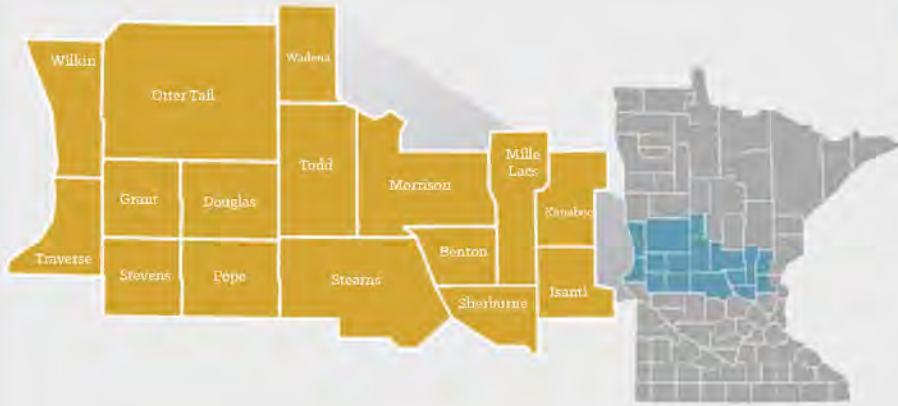 Wilkin
Otter Tail
Wadena
Todd
Morrison
Mille
Lacs
Kanabec
Grant
Douglas
Traverse
Stevens
Pope
Stearns
Benton
Sherburne
Isanti